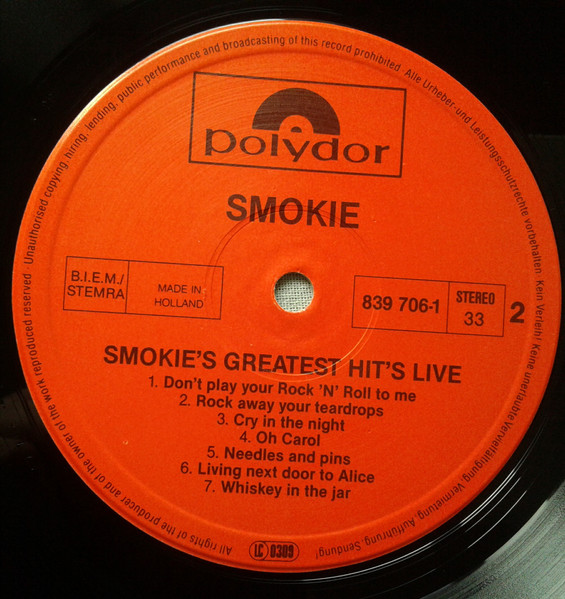 polydor
SMOKIE
B.I.E.M./
STEMRA
MADE IN
HOLLAND
839 706-1
STEREO
33
2
SMOKIE'S GREATEST HIT'S LIVE
1. Don't play your Rock 'N' Roll to me
2. Rock away your teardrops
3. Cry in the night
4. Oh Carol
5. Needles and pins
6. Living next door to Alice
7. Whiskey in the jar
LC 0309
All rights of the producer and of the owner of the work reproduced reserved · Unauthorised copying, hiring, lending, public performance and broadcasting of this record prohibited. Alle Urheber-und Leistungsschutzrechte vorbehalten. Kein Verleih! Keine unerlaubte Vervielfältigung, Vermietung, Aufführung, Sendung!